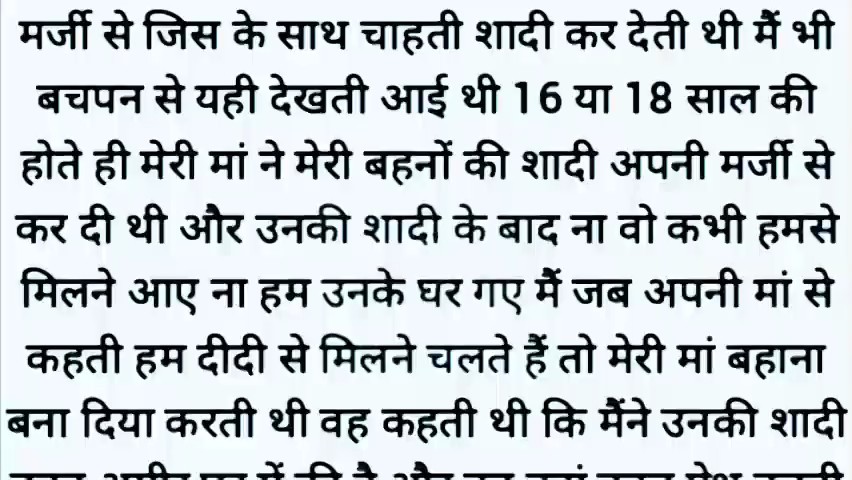 मर्जी से जिस के साथ चाहती शादी कर देती थी मैं भी
बचपन से यही देखती आई थी 16 या 18 साल की
होते ही मेरी मां ने मेरी बहनों की शादी अपनी मर्जी से
कर दी थी और उनकी शादी के बाद ना वो कभी हमसे
मिलने आए ना हम उनके घर गए मैं जब अपनी मां से
कहती हम दीदी से मिलने चलते हैं तो मेरी मां बहाना
बना दिया करती थी वह कहती थी कि मैंने उनकी शादी